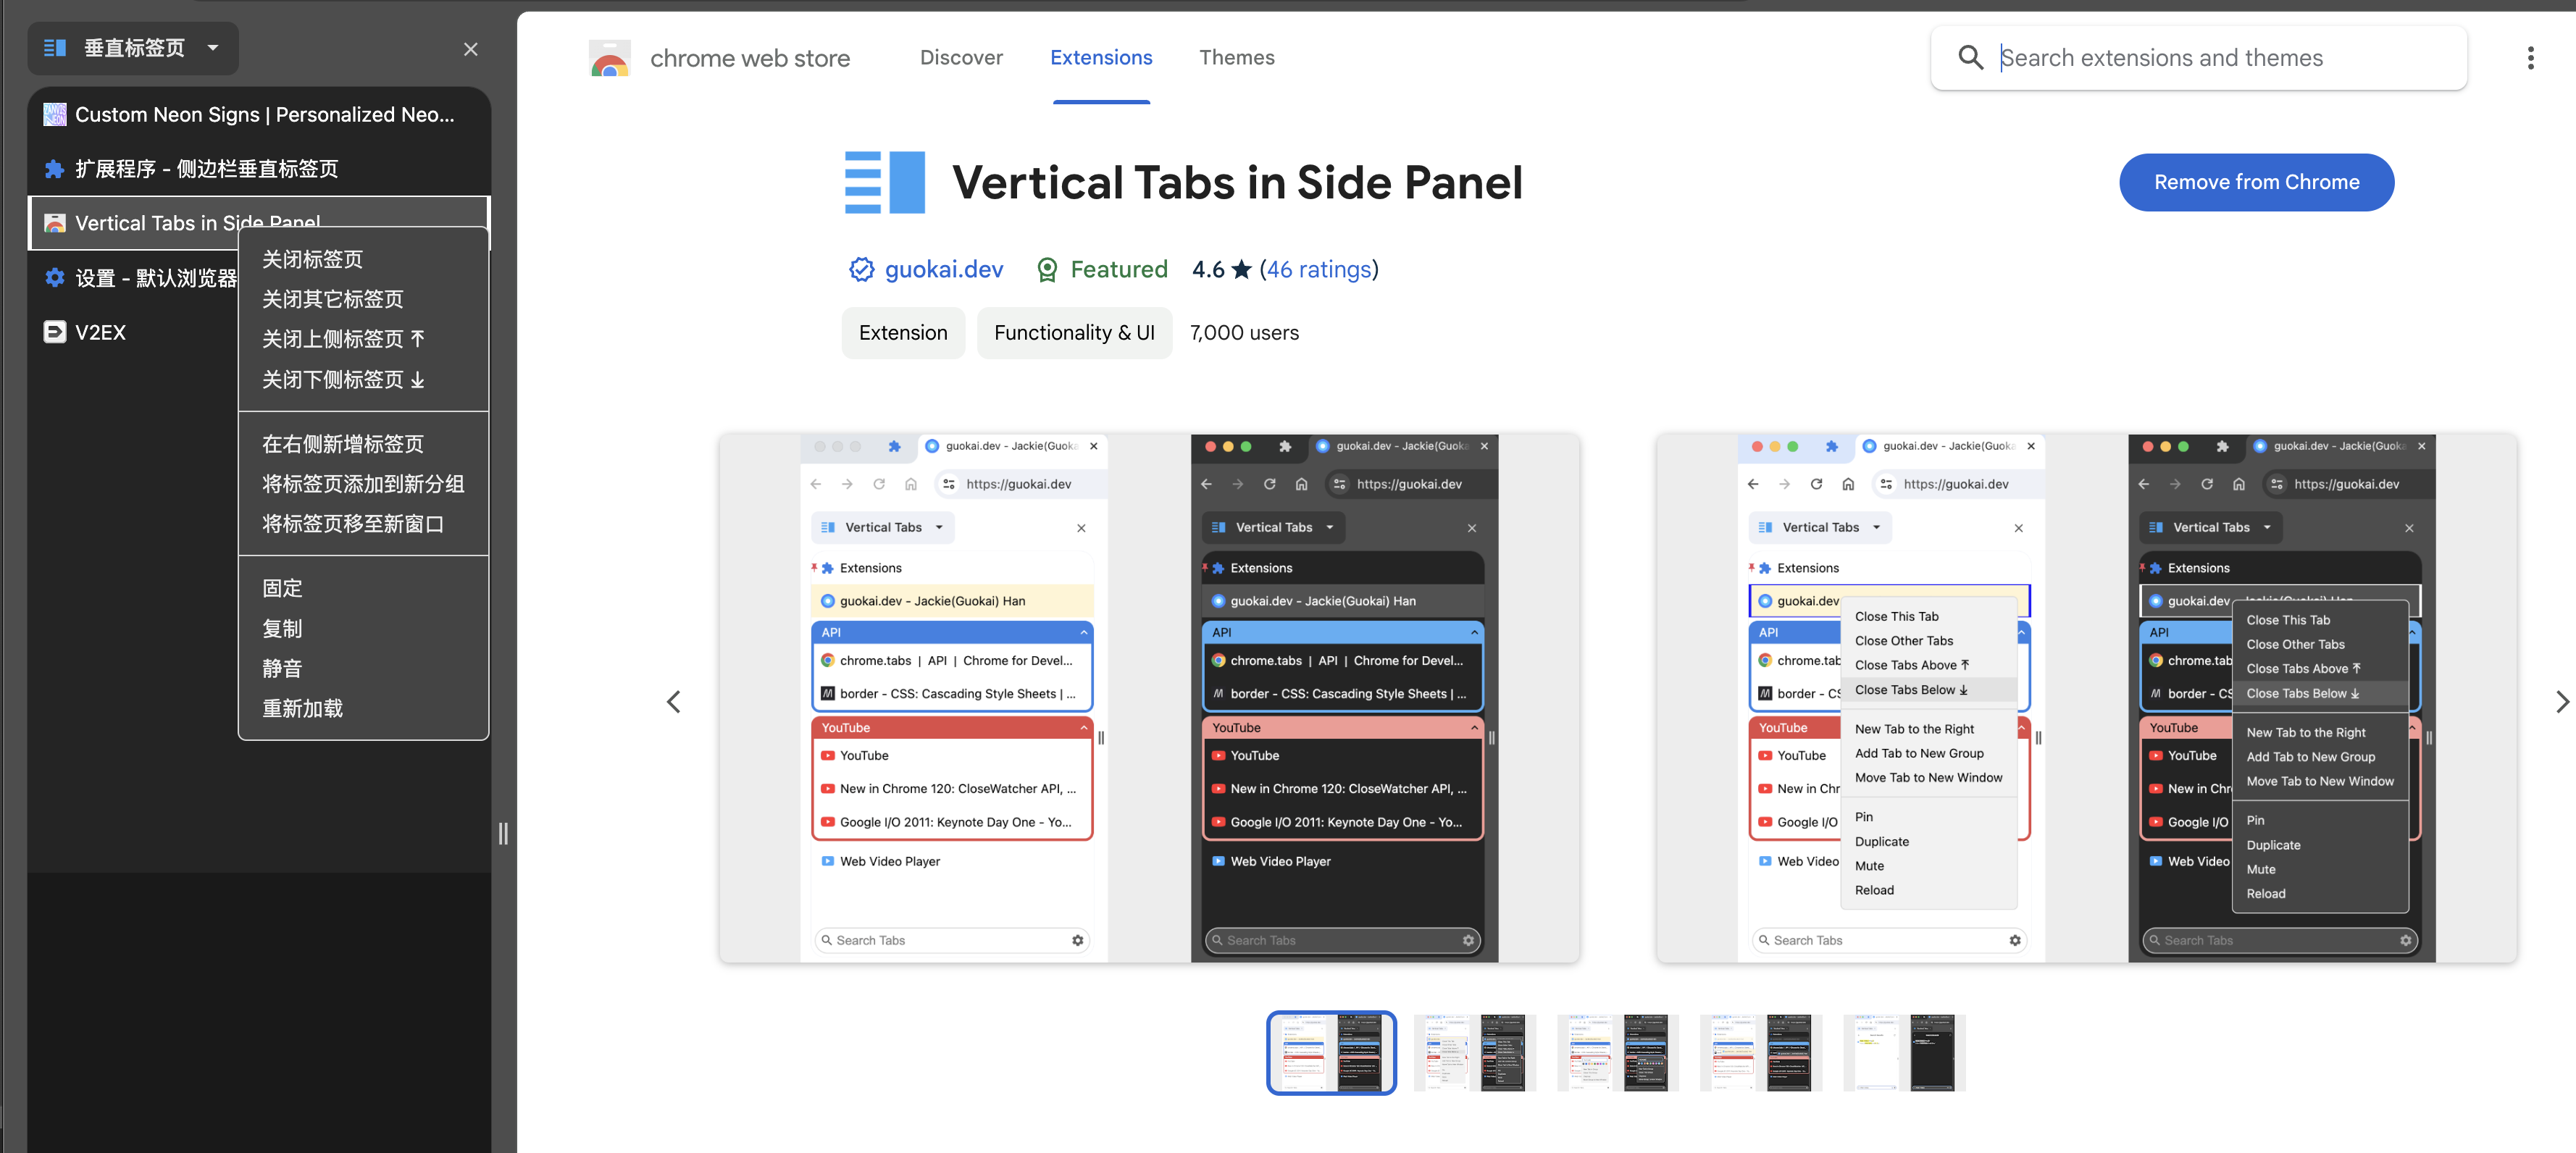 垂直标签页
Custom Neon Signs | Personalized Neo...
扩展程序 - 侧边栏垂直标签页
Vertical Tabs in Side Panel
设置 - 默认浏览器
V2EX
关闭标签页
关闭其它标签页
关闭上侧标签页
关闭下侧标签页
在右侧新增标签页
将标签页添加到新分组
将标签页移至新窗口
固定
复制
静音
重新加载
chrome web store
Discover
Extensions
Themes
Search extensions and themes
Vertical Tabs in Side Panel
Remove from Chrome
guokai.dev
Featured
4.6 ★ (46 ratings)
Extension
Functionality & UI
7,000 users
guokai.dev - Jackie(Guoka
https://guokai.dev
Vertical Tabs
Extensions
guokai.dev - Jackie(Guokai) Han
API
chrome.tabs | API | Chrome for Devel...
border - CSS: Cascading Style Sheets | ...
YouTube
YouTube
New in Chrome 120: CloseWatcher API, ...
Google I/O 2011: Keynote Day One - Yo...
Web Video Player
Search Tabs
guokai.dev - Jackie(Guoka
https://guokai.dev
Vertical Tabs
Extensions
guokai.dev - Jackie(Guokai) Han
API
chrome.tabs | API | Chrome for Devel...
border - CSS: Cascading Style Sheets | ...
YouTube
YouTube
New in Chrome 120: CloseWatcher API, ...
Google I/O 2011: Keynote Day One - Yo...
Web Video Player
Search Tabs
guokai.dev - Jackie(Guoka
https://guokai.dev
Vertical Tabs
Extensions
guokai.dev
API
chrome.tab
border - CS
YouTube
YouTube
New in Chr
Google I/O
Web Video
Close This Tab
Close Other Tabs
Close Tabs Above
Close Tabs Below
New Tab to the Right
Add Tab to New Group
Move Tab to New Window
Pin
Duplicate
Mute
Reload
Search Tabs
guokai.dev - Jackie(Guoka
https://guokai.dev
Vertical Tabs
Extensions
guokai.dev
API
chrome.tab
border - CS
YouTube
YouTube
New in Chr
Google I/O
Web Video
Close This Tab
Close Other Tabs
Close Tabs Above
Close Tabs Below
New Tab to the Right
Add Tab to New Group
Move Tab to New Window
Pin
Duplicate
Mute
Reload
Search Tabs